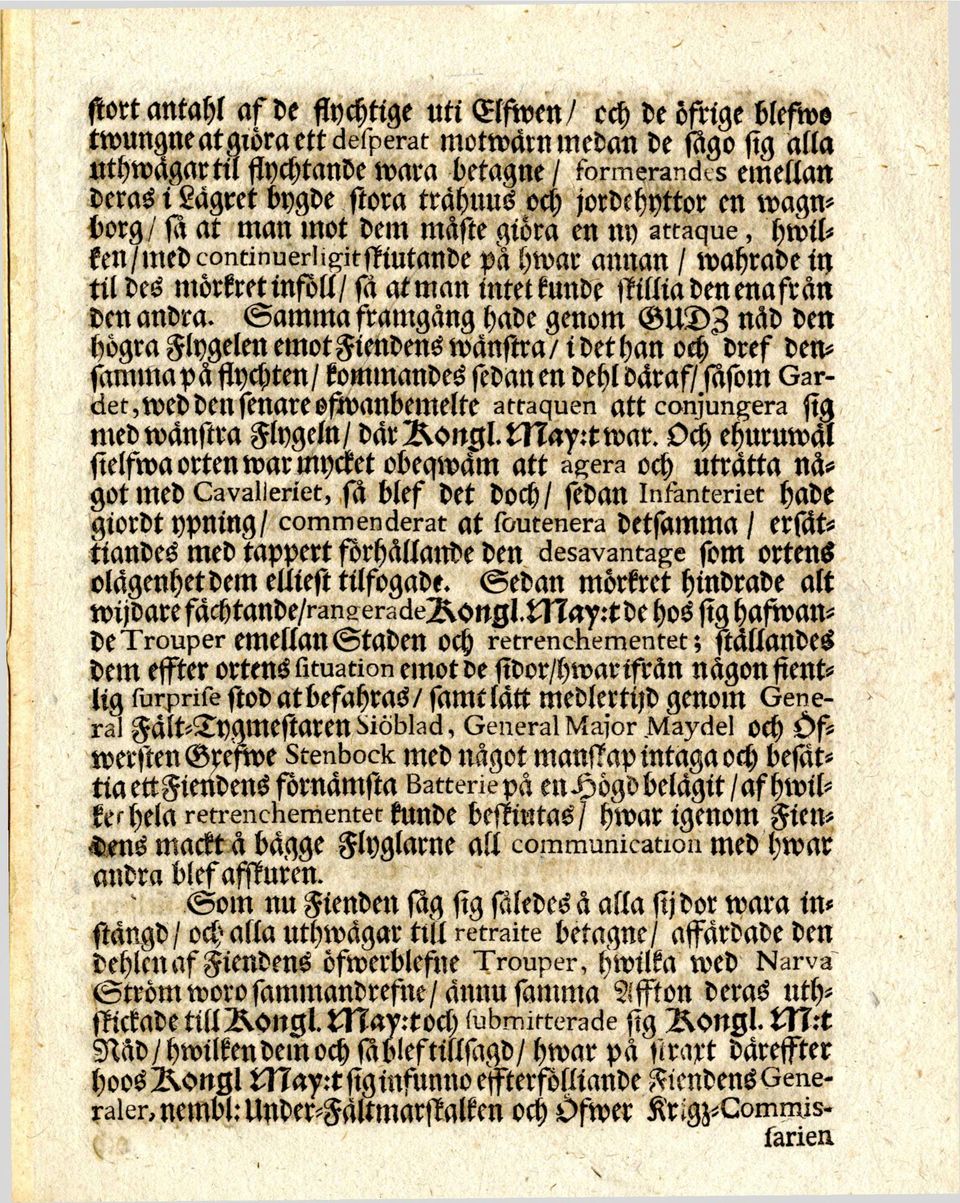 stort antahl af de flychtige uti Elfwen / och de öfrige blefwo
twungne at giöra ett desperat motwärn medan de sågo sig alla
uthwägar til flychtande wara betagne / formerandes emellan
deras i Lägret bygde stora trähuus och jordehyttor en wagn-
borg / så at man mot dem måste giöra en ny attaque, hwil-
ken / med continuerligit skiutande på hwar annan / wahrade in
til des mörkret inföll / så at man intet kunde skillia den ena från
den andra. Samma framgång hade genom GUDZ nåd den
högra Flygelen emot Fiendens wänstra / i det han och dref den-
samma på flychten / kommandes sedan en dehl däraf / såsom Gar-
det, wed den senare ofwanbemelte attaquen att conjungera sig
med wänstra Flygeln / där Kongl. May:t war. Och ehuruwäl
sielfwa orten war mycket obeqwäm att agera och uträtta nå-
got med Cavalleriet, så blef det doch / sedan Infanteriet hade
giordt ypning / commenderat at soutenera detsamma / ersät-
tiandes med tappert förhållande den desavantage som ortens
olägenhet dem elliest tilfogade. Sedan mörkret hindrade alt
wijdare fächtande / rangerade Kongl. May:t de hos sig hafwan-
de Trouper emellan Staden och retrenchementet; ställandes
dem effter ortens situation emot de sidor / hwarifrån någon fient-
lig surprise stod at befahras / samt lätt medlertijd genom Gene-
ral Fält-Tygmestaren Siöblad, General Major Maydel och Öf-
wersten Grefwe Stenbock med något manskap intaga och besät-
tia ett Fiendens förnämsta Batterie på en Högd belägit / af hwil-
ket hela retrenchementet kunde beskiutas / hwar igenom Fien-
dens mackt å bägge Flyglarne all communication med hwar
andra blef afskuren.
Som nu Fienden såg sig således å alla sijdor wara in-
stängd / och alla uthwägar till retraite betagne / affärdade den
dehlen af Fiendens öfwerblefne Trouper, hwilka wed Narva
Ström woro sammandrefne / ännu samma Affton deras uth-
skickade till Kongl. May:t och submitterade sig Kongl. M:t
Nåd / hwilken dem och så blef tillsagd / hwar på straxt däreffter
hoos Kongl May:t sig infunno effterfölliande Fiendens Gene-
raler, nembl: Under-Fältmarskalken och Öfwer Krigz-Commis-
sarien